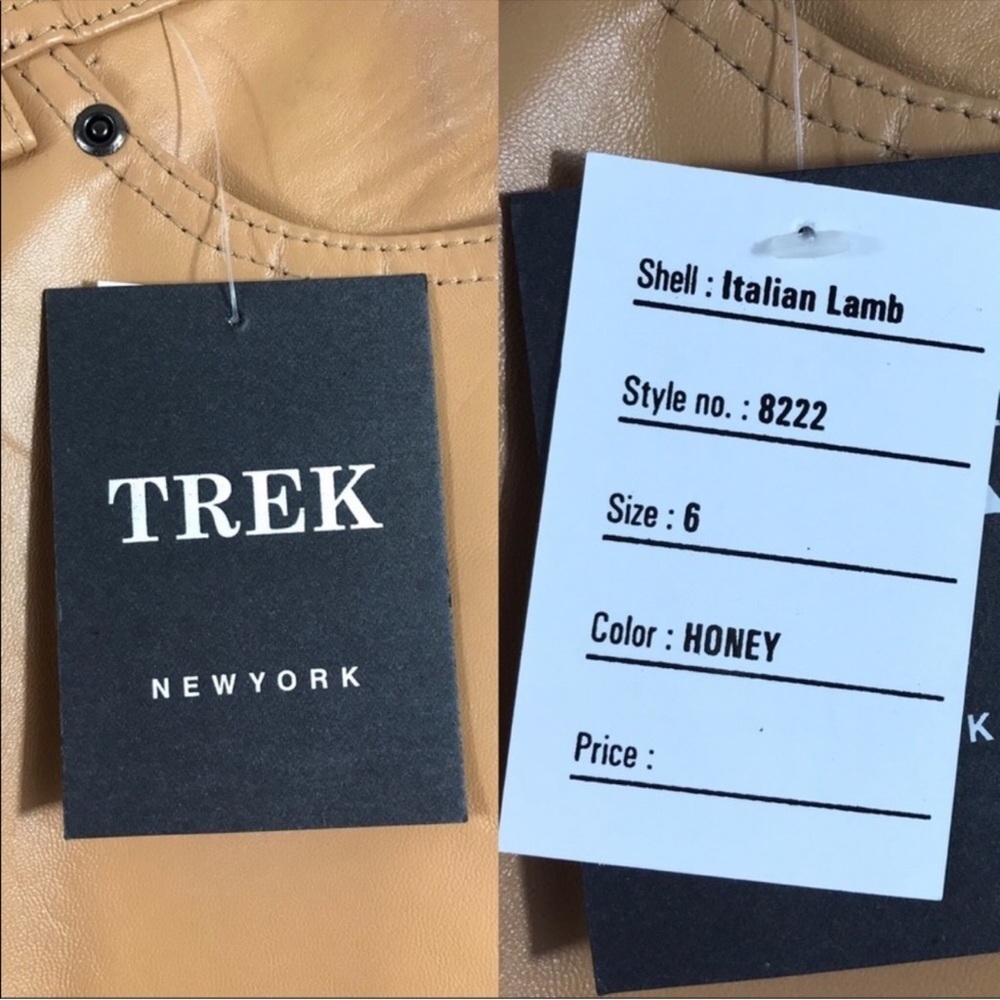 TREK
NEWYORK
Shell : Italian Lamb
Style no. : 8222
Size : 6
Color : HONEY
Price :
K